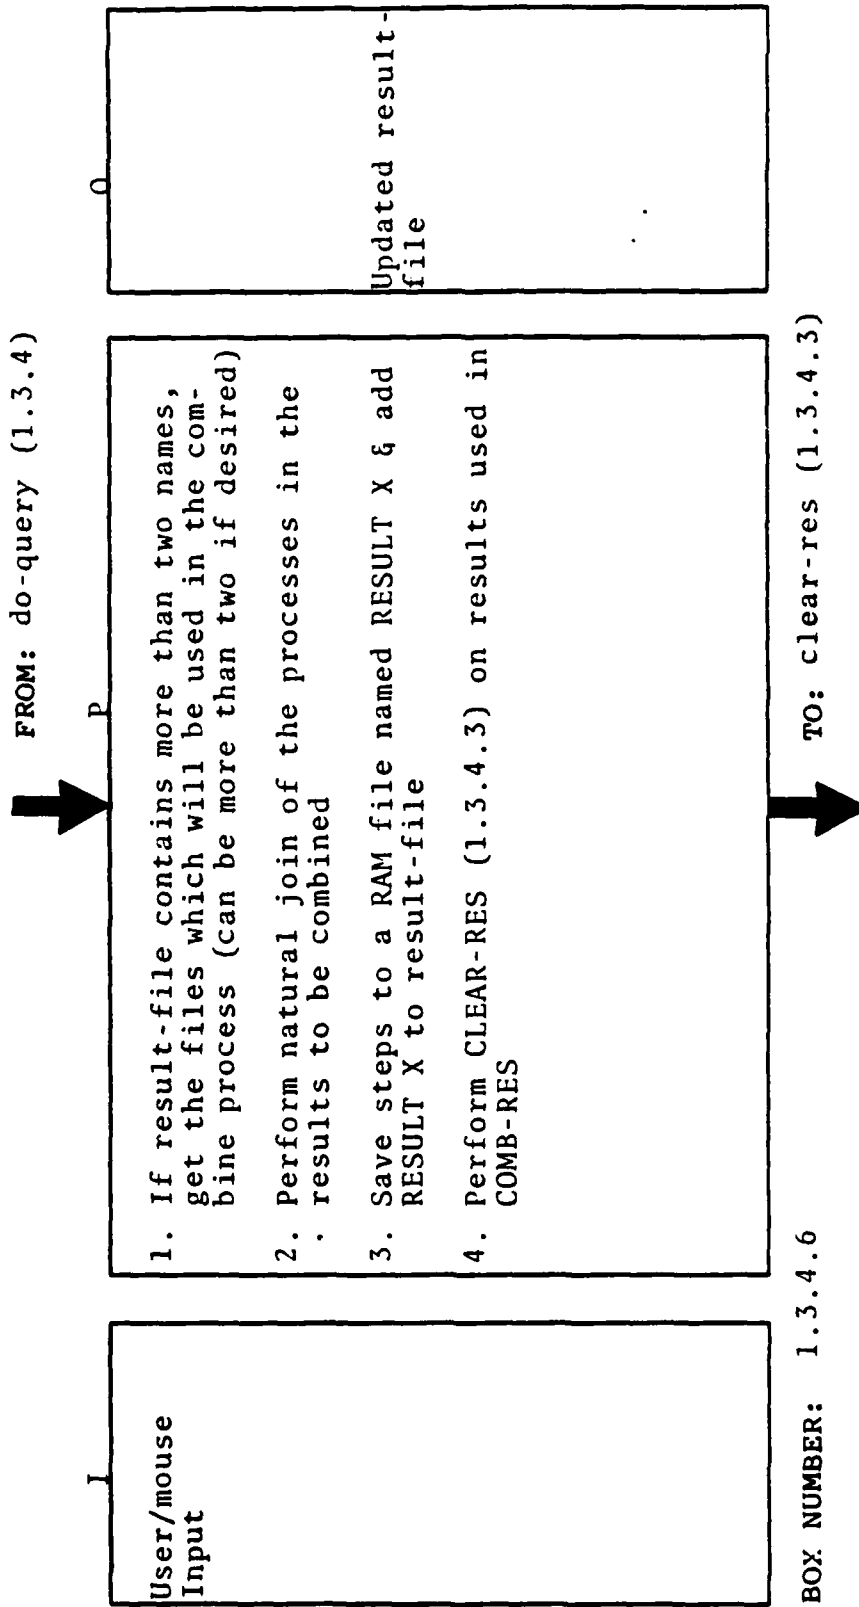 FROM: do-query (1.3.4)
I
User/mouse
Input
P
1. If result-file contains more than two names,
get the files which will be used in the com-
bine process (can be more than two if desired)
2. Perform natural join of the processes in the
results to be combined
3. Save steps to a RAM file named RESULT X & add
RESULT X to result-file
4. Perform CLEAR-RES (1.3.4.3) on results used in
COMB-RES
O
Updated result-
file
BOX NUMBER: 1.3.4.6
TO: clear-res (1.3.4.3)